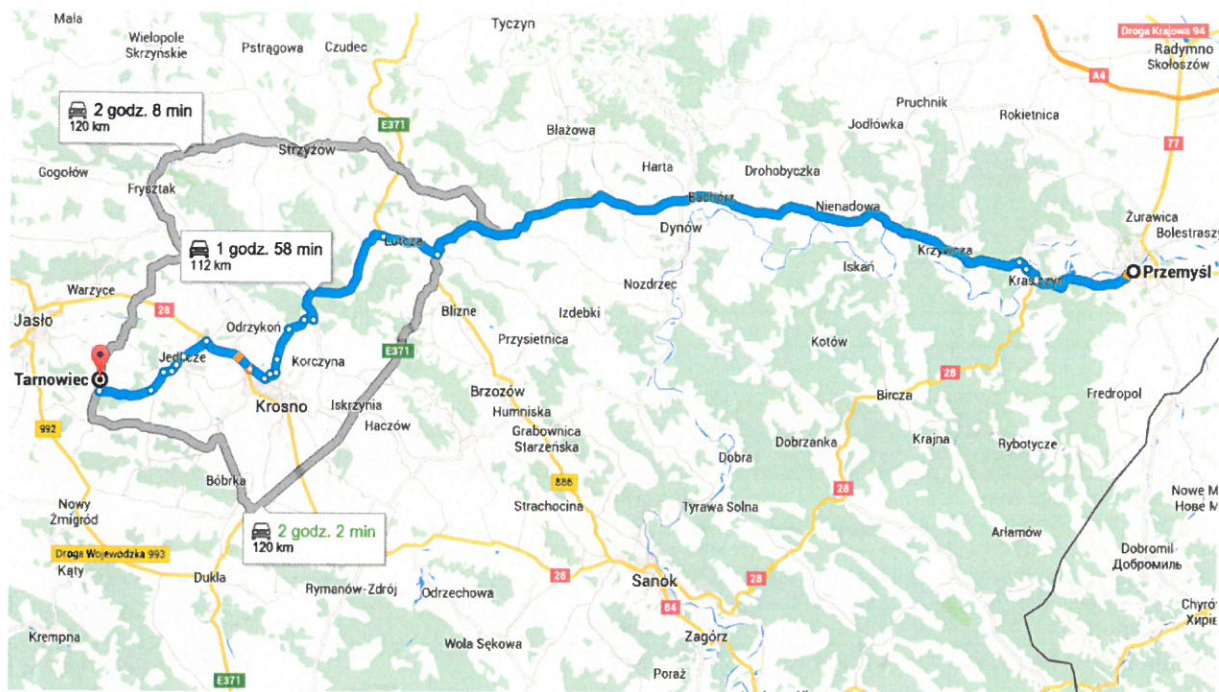 Mala
Wielopole
Skrzyńskie
Pstrągowa
Czudec
Tyczyn
Droga Krajowa 94
Radymno
Skołoszów
A4
2 godz. 8 min
120 km
E371
Błażowa
Pruchnik
Jodłówka
Rokietnica
77
Gogołów
Strzyżów
Frysztak
Harta
Drohobyczka
Bachórz
Nienadowa
Dynów
Żurawica
Bolestraszy
1 godz. 58 min
112 km
Lutcza
Krzywcza
Iskań
Krasiczyn
Przemyśl
Nozdrzec
Warzyce
28
Jasło
Odrzykoń
Blizne
Izdebki
Przysietnica
Jedlicze
Korczyna
E371
Kotów
Tarnowiec
Krosno
Iskrzynia
Haczów
Brzozów
Humniska
Grabownica
Starzeńska
28
Bircza
Fredropol
992
Dobrzanka
Krajna
Rybotycze
Dobra
Bóbrka
886
28
Nowy
Żmigród
Strachocina
Tyrawa Solna
Nowe M
Нове М
2 godz. 2 min
120 km
Arłamów
Droga Wojewódzka 993
Kąty
Dobromil
Добромиль
Dukla
Rymanów-Zdrój
Odrzechowa
28
Sanok
28
84
Chyrów
Хирів
Krempna
Wola Sękowa
Zagórz
E371
Poraż